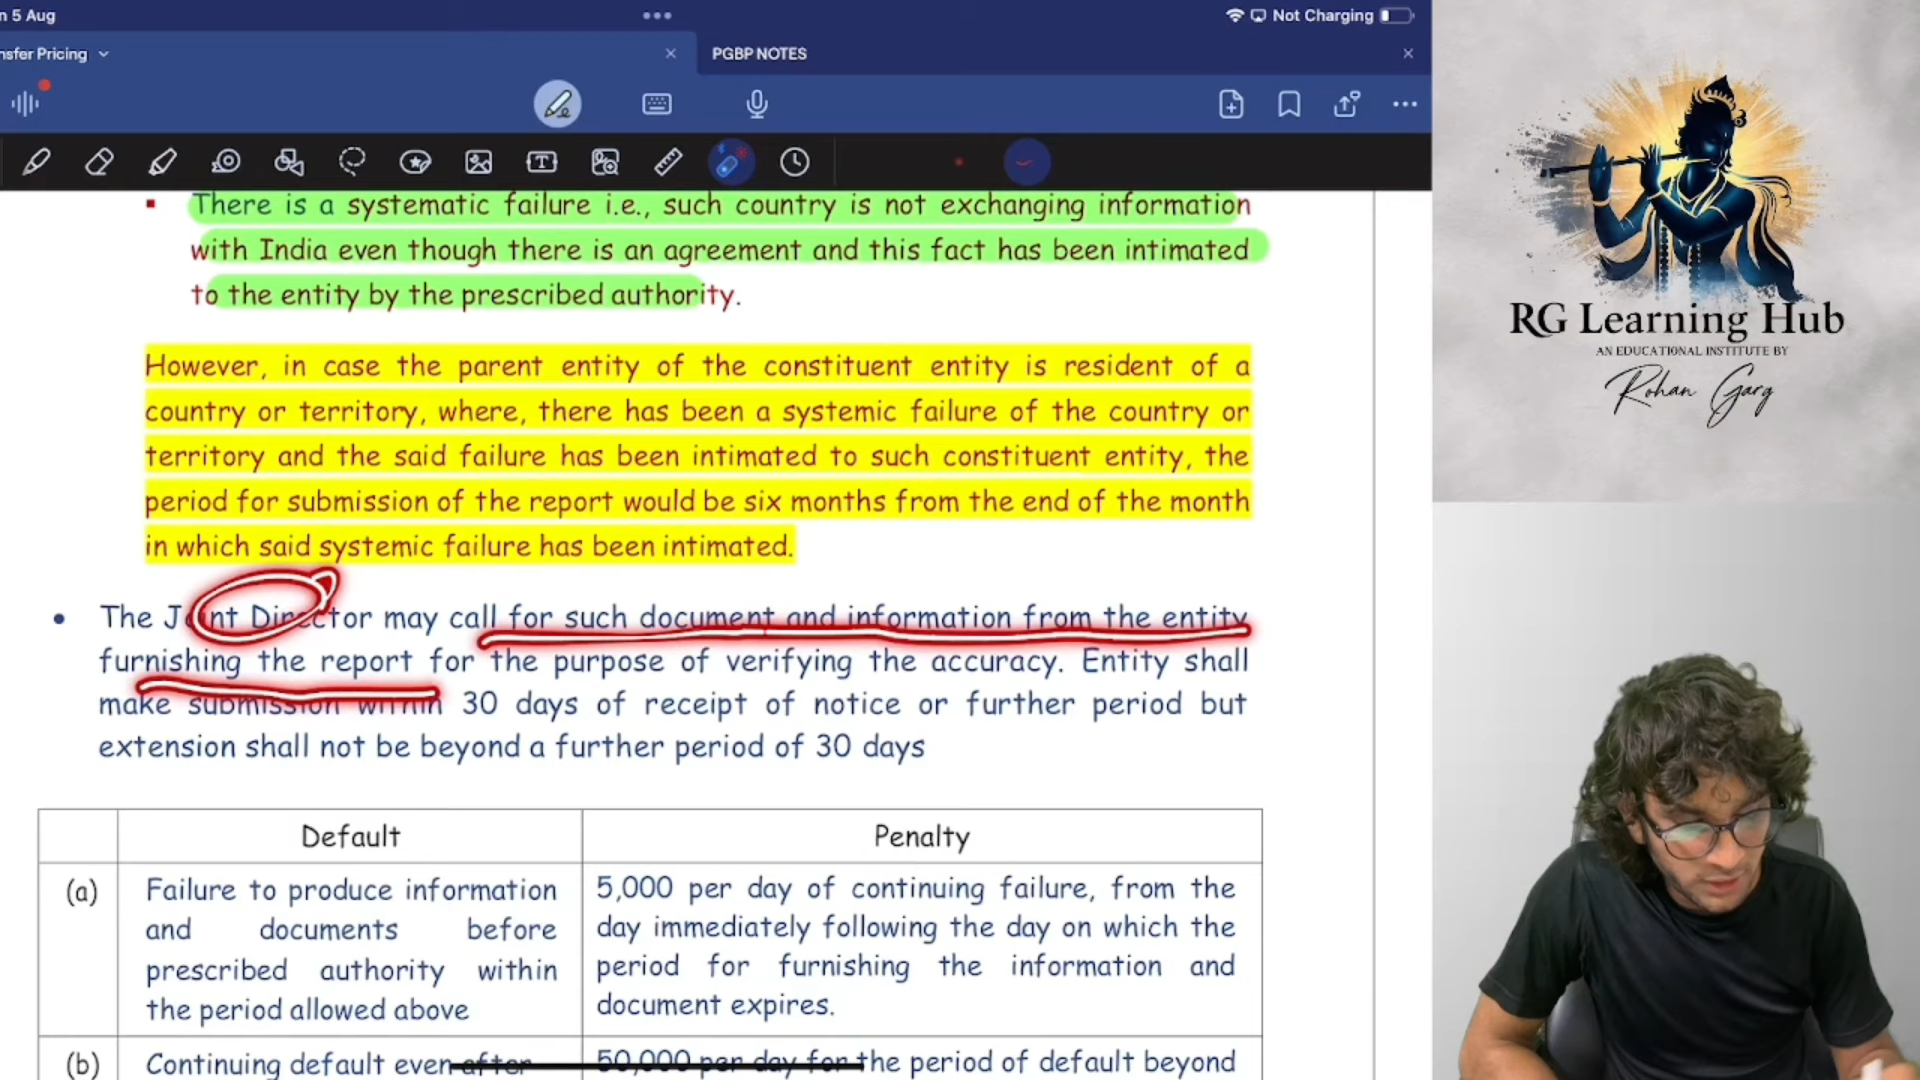 n 5 Aug
Not Charging
nsfer Pricing
PGBP NOTES
There is a systematic failure i.e., such country is not exchanging information
with India even though there is an agreement and this fact has been intimated
to the entity by the prescribed authority.
However, in case the parent entity of the constituent entity is resident of a
country or territory, where, there has been a systemic failure of the country or
territory and the said failure has been intimated to such constituent entity, the
period for submission of the report would be six months from the end of the month
in which said systemic failure has been intimated.
The Joint Director may call for such document and information from the entity
furnishing the report for the purpose of verifying the accuracy. Entity shall
make submission within 30 days of receipt of notice or further period but
extension shall not be beyond a further period of 30 days
Default Penalty
(a) Failure to produce information
and documents before
prescribed authority within
the period allowed above
5,000 per day of continuing failure, from the
day immediately following the day on which the
period for furnishing the information and
document expires.
(b) Continuing default even after
50,000 per day for the period of default beyond
RG Learning Hub
AN EDUCATIONAL INSTITUTE BY
Rohan Garg